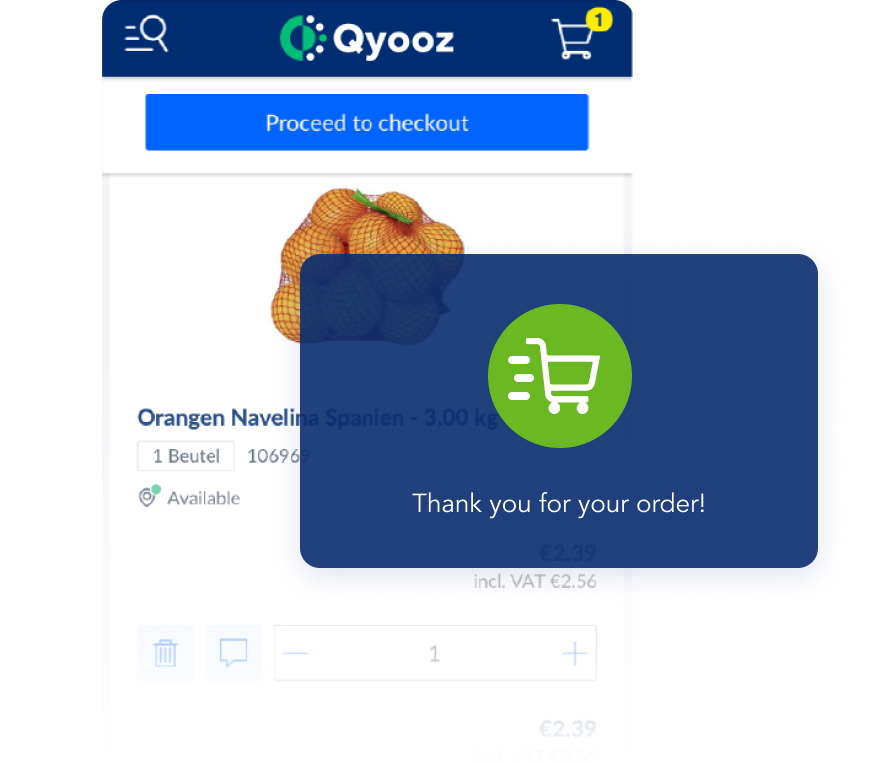 Qyooz
1
Proceed to checkout
Orangen Navelina Spanien - 3,00 kg
1 Beutel 106969
Available
Thank you for your order!
€2.39
incl. VAT €2.56
1
€2.39